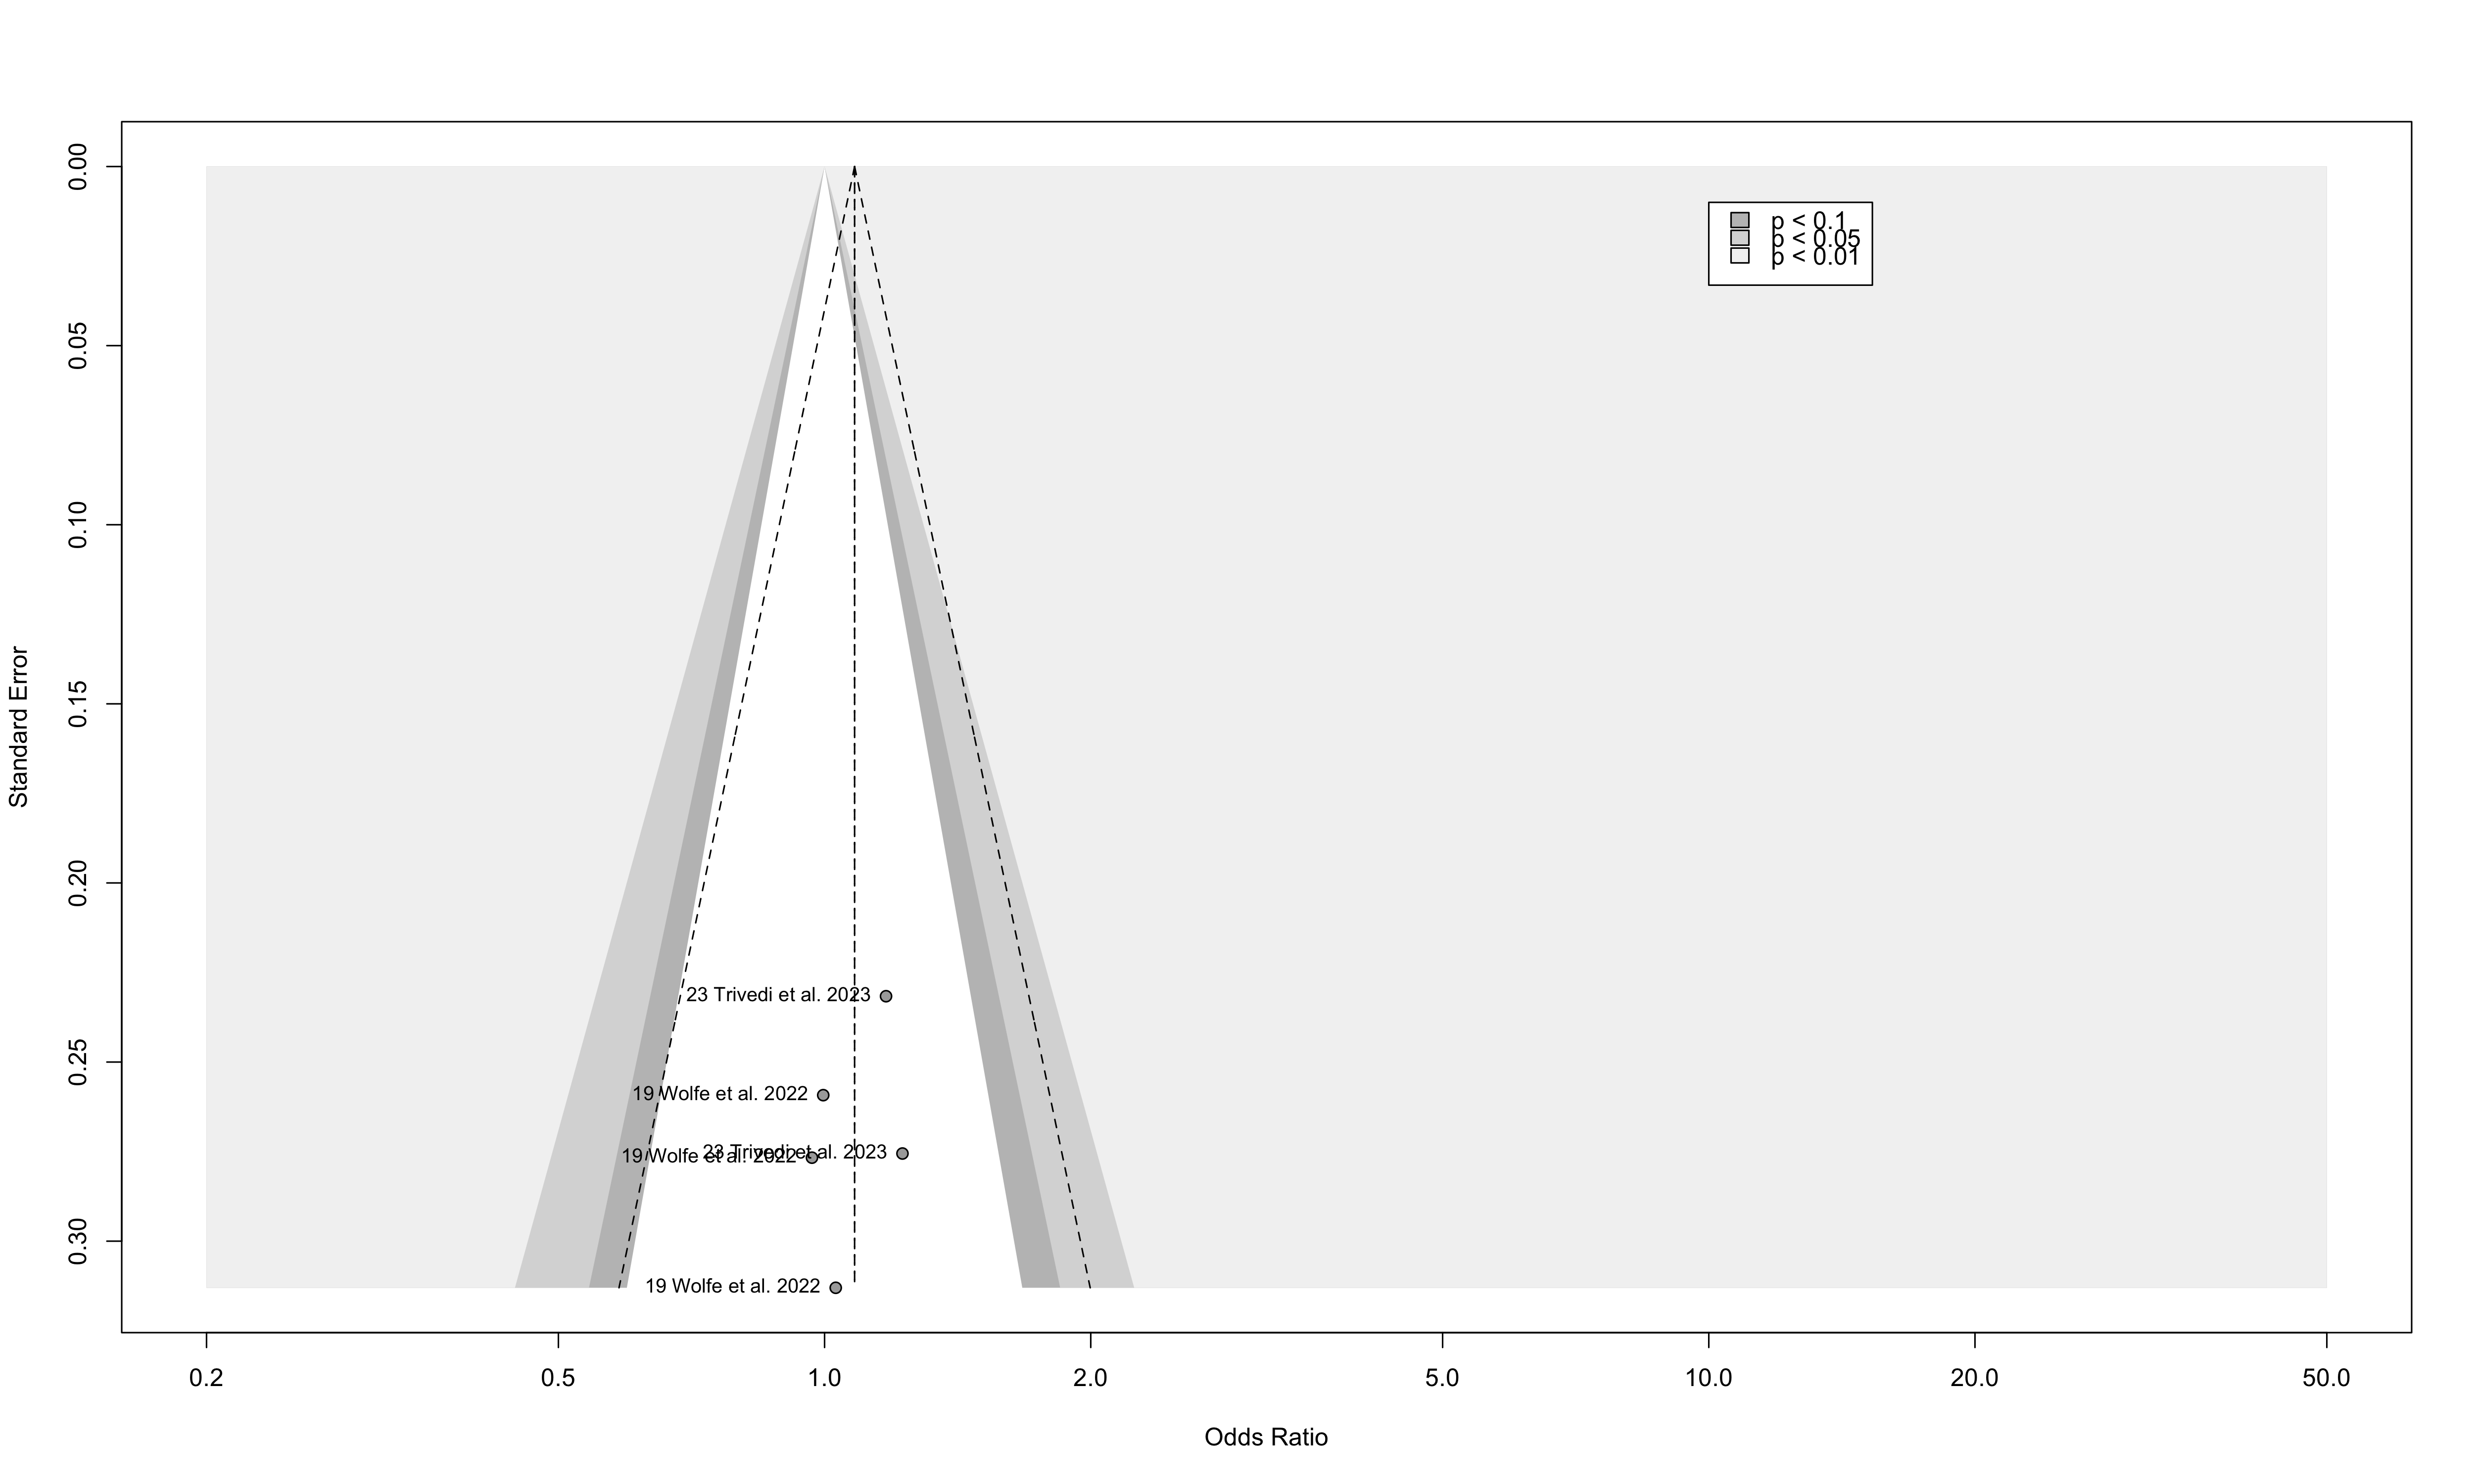 0.00
0.05
0.10
0.15
0.20
0.25
0.30
Standard Error
p < 0.1
p < 0.05
p < 0.01
23 Trivedi et al. 2023
19 Wolfe et al. 2022
23 Trivedi et al. 2023
19 Wolfe et al. 2022
19 Wolfe et al. 2022
0.2 0.5 1.0 2.0 5.0 10.0 20.0 50.0
Odds Ratio